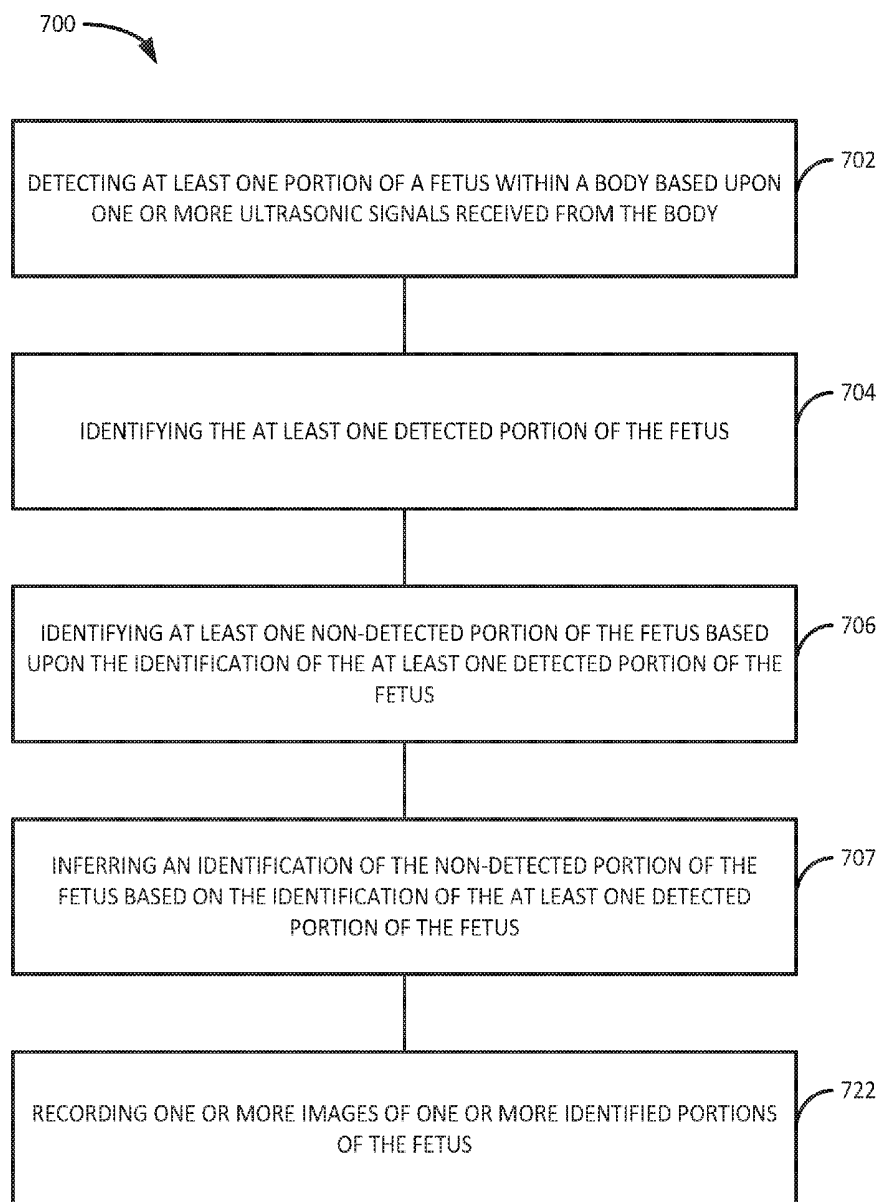 700
DETECTING AT LEAST ONE PORTION OF A FETUS WITHIN A BODY BASED UPON
ONE OR MORE ULTRASONIC SIGNALS RECEIVED FROM THE BODY
702
IDENTIFYING THE AT LEAST ONE DETECTED PORTION OF THE FETUS
704
IDENTIFYING AT LEAST ONE NON-DETECTED PORTION OF THE FETUS BASED
UPON THE IDENTIFICATION OF THE AT LEAST ONE DETECTED PORTION OF THE
FETUS
706
INFERRING AN IDENTIFICATION OF THE NON-DETECTED PORTION OF THE
FETUS BASED ON THE IDENTIFICATION OF THE AT LEAST ONE DETECTED
PORTION OF THE FETUS
707
RECORDING ONE OR MORE IMAGES OF ONE OR MORE IDENTIFIED PORTIONS
OF THE FETUS
722